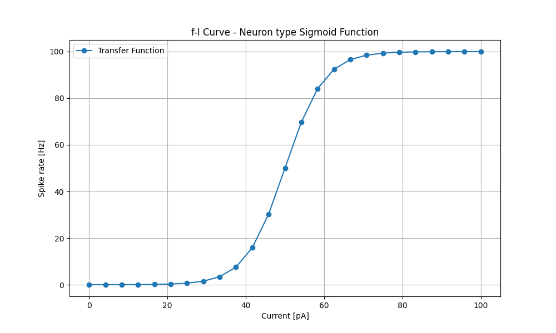 f-I Curve - Neuron type Sigmoid Function
Transfer Function
Spike rate [Hz]
100
80
60
40
20
0
0 20 40 60 80 100
Current [pA]